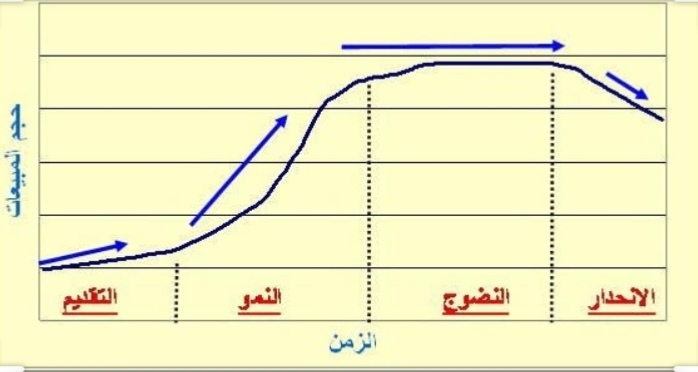 حجم المبيعات
التقديم
النمو
النضوج
الانحدار
الزمن